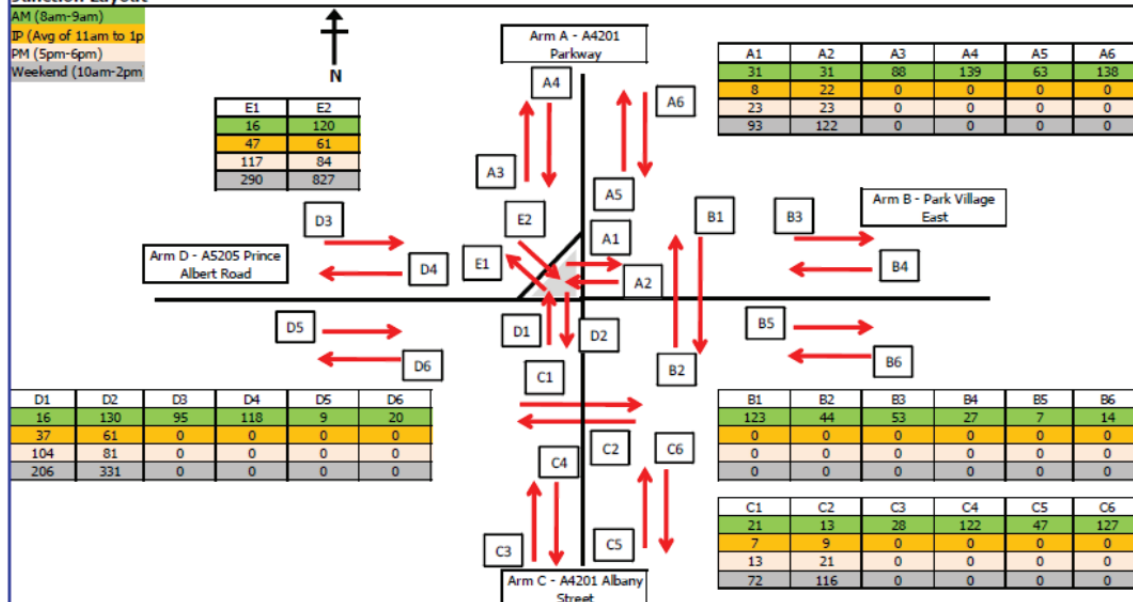 Junction Layout
AM (8am-9am)
IP (Avg of 11am to 1p
PM (5pm-6pm)
Weekend (10am-2pm
N
Arm A - A4201
Parkway
A1 A2 A3 A4 A5 A6
31 31 88 139 63 138
8 22 0 0 0 0
23 23 0 0 0 0
93 122 0 0 0 0
E1 E2
16 120
47 61
117 84
290 827
A4
A6
A3
A5
Arm B - Park Village
East
D3
E2
A1
B1
B3
Arm D - A5205 Prince
Albert Road
D4
E1
A2
B4
D5
D1
D2
B5
D6
C1
B2
B6
D1 D2 D3 D4 D5 D6
16 130 95 118 9 20
37 61 0 0 0 0
104 81 0 0 0 0
206 331 0 0 0 0
B1 B2 B3 B4 B5 B6
123 44 53 27 7 14
0 0 0 0 0 0
0 0 0 0 0 0
0 0 0 0 0 0
C4
C2
C6
C3
C5
C1 C2 C3 C4 C5 C6
21 13 28 122 47 127
7 9 0 0 0 0
13 21 0 0 0 0
72 116 0 0 0 0
Arm C - A4201 Albany
Street